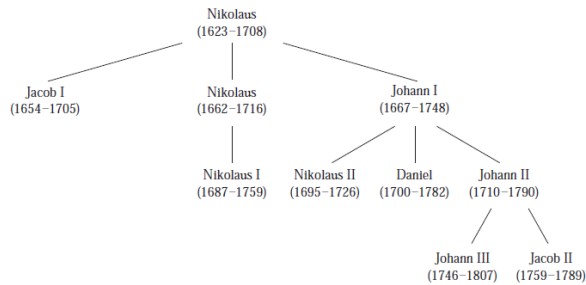 Nikolaus
(1623–1708)
Jacob I
(1654–1705)
Nikolaus
(1662–1716)
Johann I
(1667–1748)
Nikolaus I
(1687–1759)
Nikolaus II
(1695–1726)
Daniel
(1700–1782)
Johann II
(1710–1790)
Johann III
(1746–1807)
Jacob II
(1759–1789)